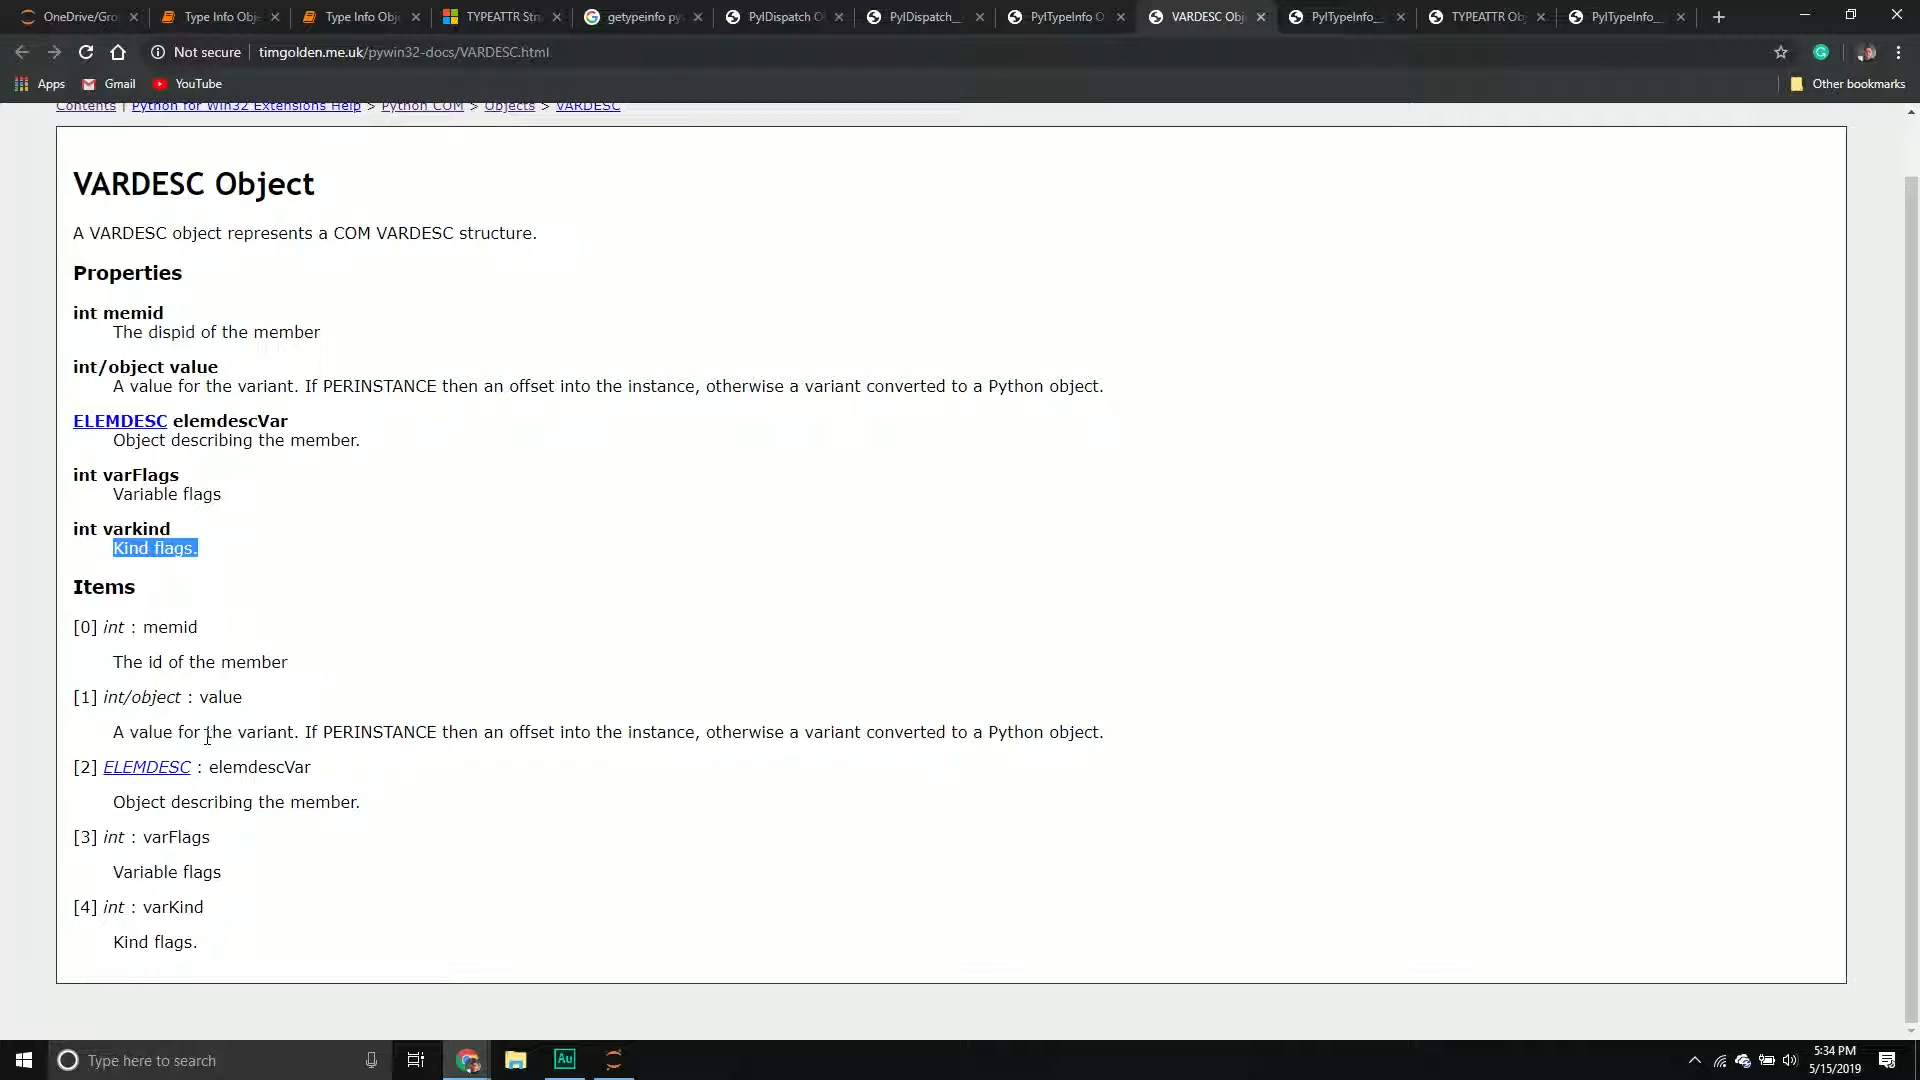 OneDrive/Gro
Type Info Obj
Type Info Obj
TYPEATTR Str
getypeinfo py
PyIDispatch O
PyIDispatch_
PyITypeInfo O
VARDESC Obj
PyITypeInfo_
TYPEATTR Ob
PyITypeInfo_
Not secure timgolden.me.uk/pywin32-docs/VARDESC.html
Apps Gmail YouTube Other bookmarks
Contents | Python for Win32 Extensions Help > Python COM > Objects > VARDESC
VARDESC Object
A VARDESC object represents a COM VARDESC structure.
Properties
int memid
The dispid of the member
int/object value
A value for the variant. If PERINSTANCE then an offset into the instance, otherwise a variant converted to a Python object.
ELEMDESC elemdescVar
Object describing the member.
int varFlags
Variable flags
int varkind
Kind flags.
Items
[0] int : memid
The id of the member
[1] int/object : value
A value for the variant. If PERINSTANCE then an offset into the instance, otherwise a variant converted to a Python object.
[2] ELEMDESC : elemdescVar
Object describing the member.
[3] int : varFlags
Variable flags
[4] int : varKind
Kind flags.
Type here to search
Au
5:34 PM
5/15/2019